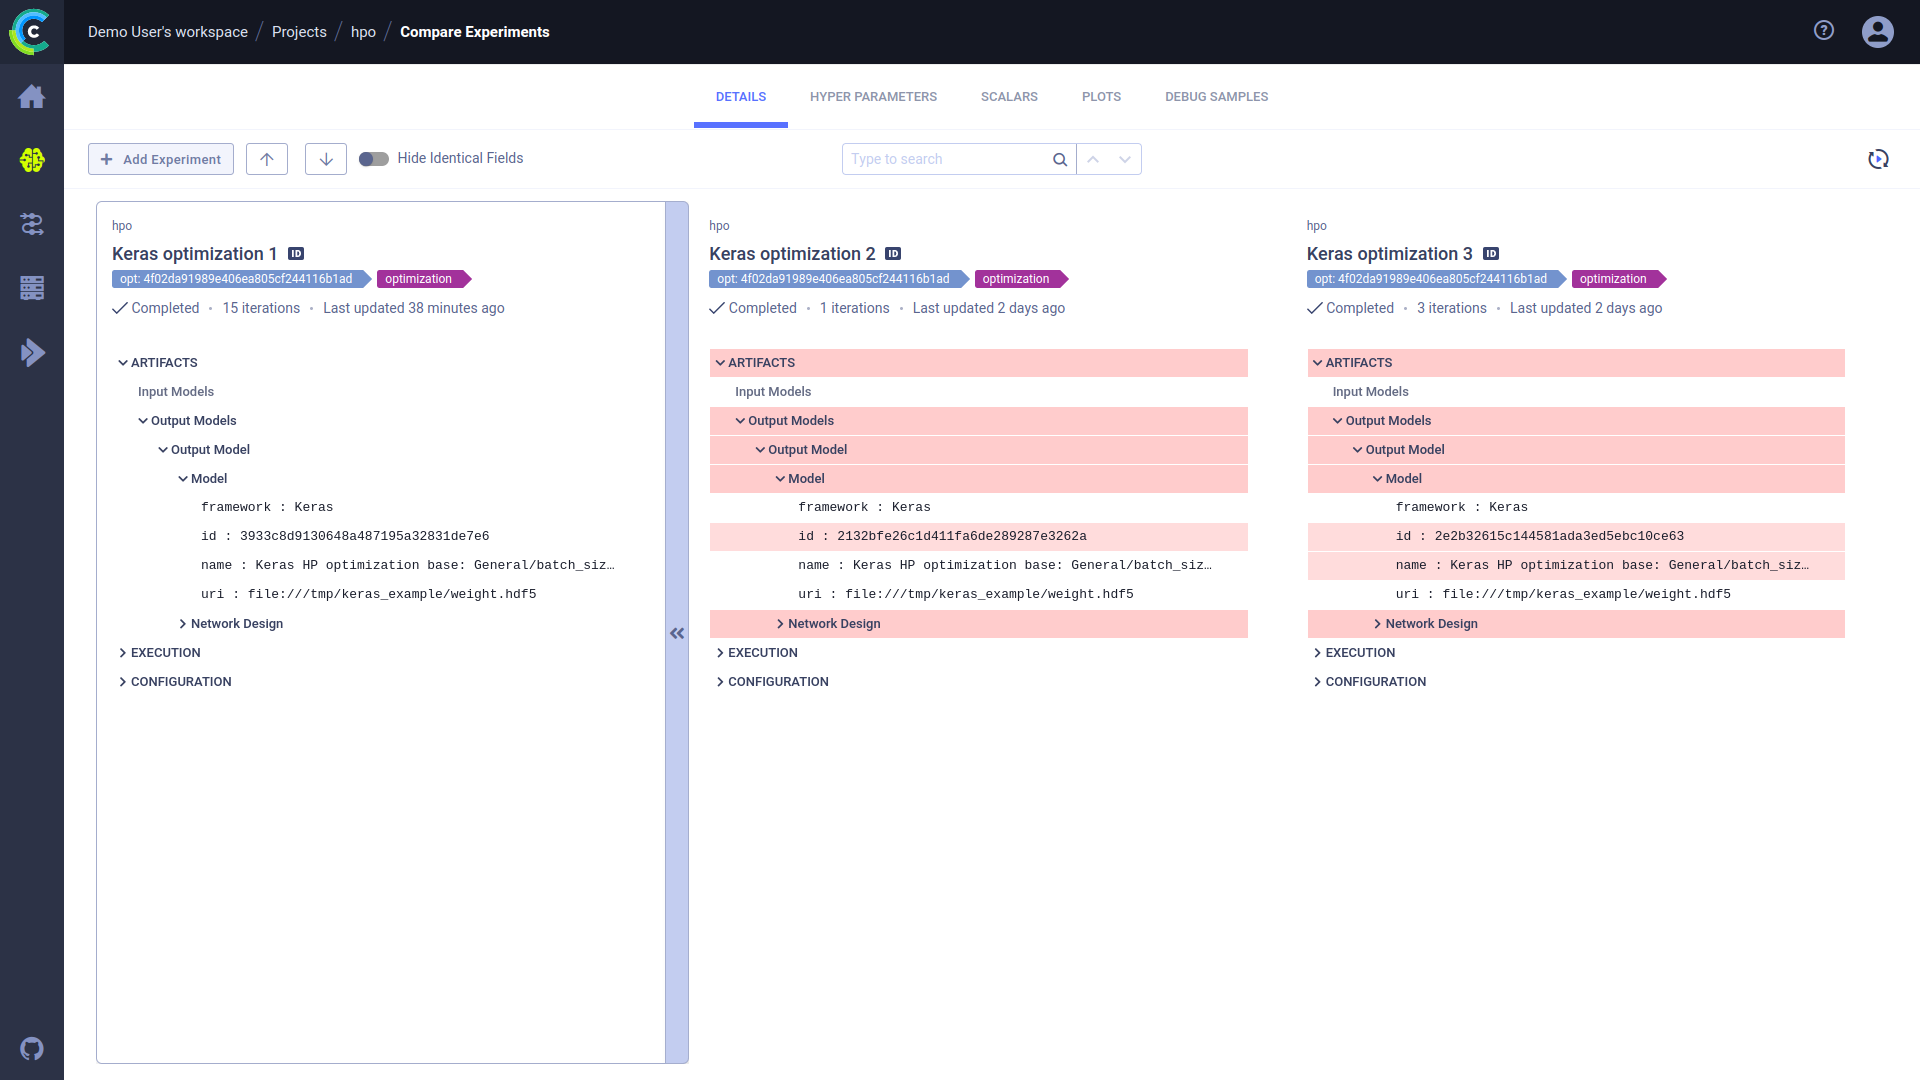 Demo User's workspace / Projects / hpo / Compare Experiments
DETAILS HYPER PARAMETERS SCALARS PLOTS DEBUG SAMPLES
+ Add Experiment Hide Identical Fields Type to search
hpo
Keras optimization 1 ID
opt: 4f02da91989e406ea805cf244116b1ad optimization
Completed • 15 iterations • Last updated 38 minutes ago
ARTIFACTS
Input Models
Output Models
Output Model
Model
framework : Keras
id : 3933c8d9130648a487195a32831de7e6
name : Keras HP optimization base: General/batch_siz…
uri : file:///tmp/keras_example/weight.hdf5
Network Design
EXECUTION
CONFIGURATION
hpo
Keras optimization 2 ID
opt: 4f02da91989e406ea805cf244116b1ad optimization
Completed • 1 iterations • Last updated 2 days ago
ARTIFACTS
Input Models
Output Models
Output Model
Model
framework : Keras
id : 2132bfe26c1d411fa6de289287e3262a
name : Keras HP optimization base: General/batch_siz…
uri : file:///tmp/keras_example/weight.hdf5
Network Design
EXECUTION
CONFIGURATION
hpo
Keras optimization 3 ID
opt: 4f02da91989e406ea805cf244116b1ad optimization
Completed • 3 iterations • Last updated 2 days ago
ARTIFACTS
Input Models
Output Models
Output Model
Model
framework : Keras
id : 2e2b32615c144581ada3ed5ebc10ce63
name : Keras HP optimization base: General/batch_siz…
uri : file:///tmp/keras_example/weight.hdf5
Network Design
EXECUTION
CONFIGURATION